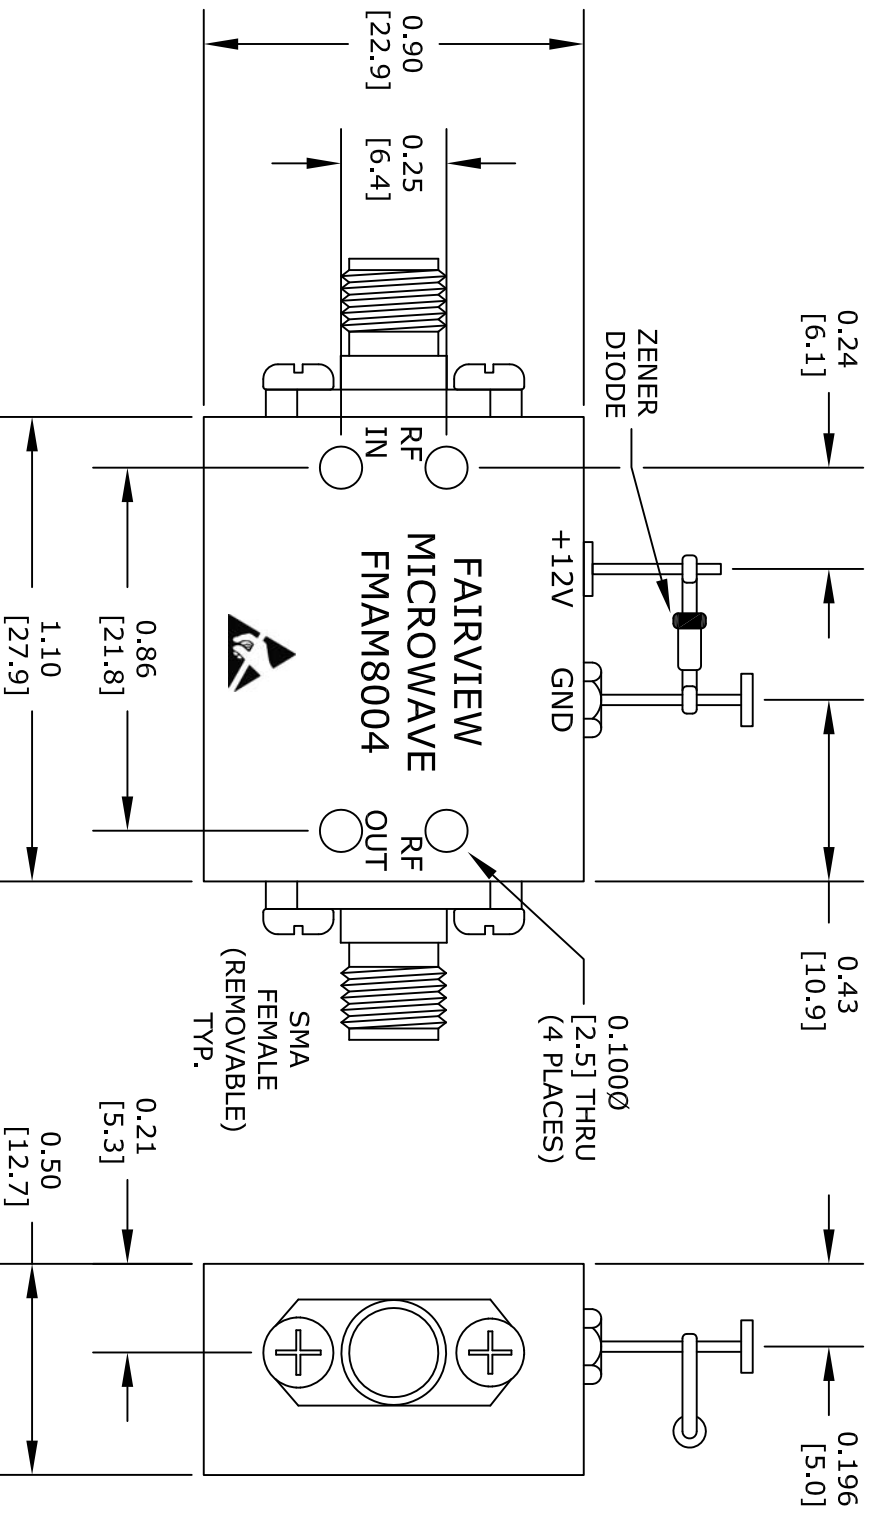 0.24
[6.1]
0.43
[10.9]
0.196
[5.0]
ZENER
DIODE
0.100Ø
[2.5] THRU
(4 PLACES)
+12V
GND
0.90
[22.9]
0.25
[6.4]
RF
IN
FAIRVIEW
MICROWAVE
FMAM8004
RF
OUT
SMA
FEMALE
(REMOVABLE)
TYP.
0.86
[21.8]
0.21
[5.3]
1.10
[27.9]
0.50
[12.7]